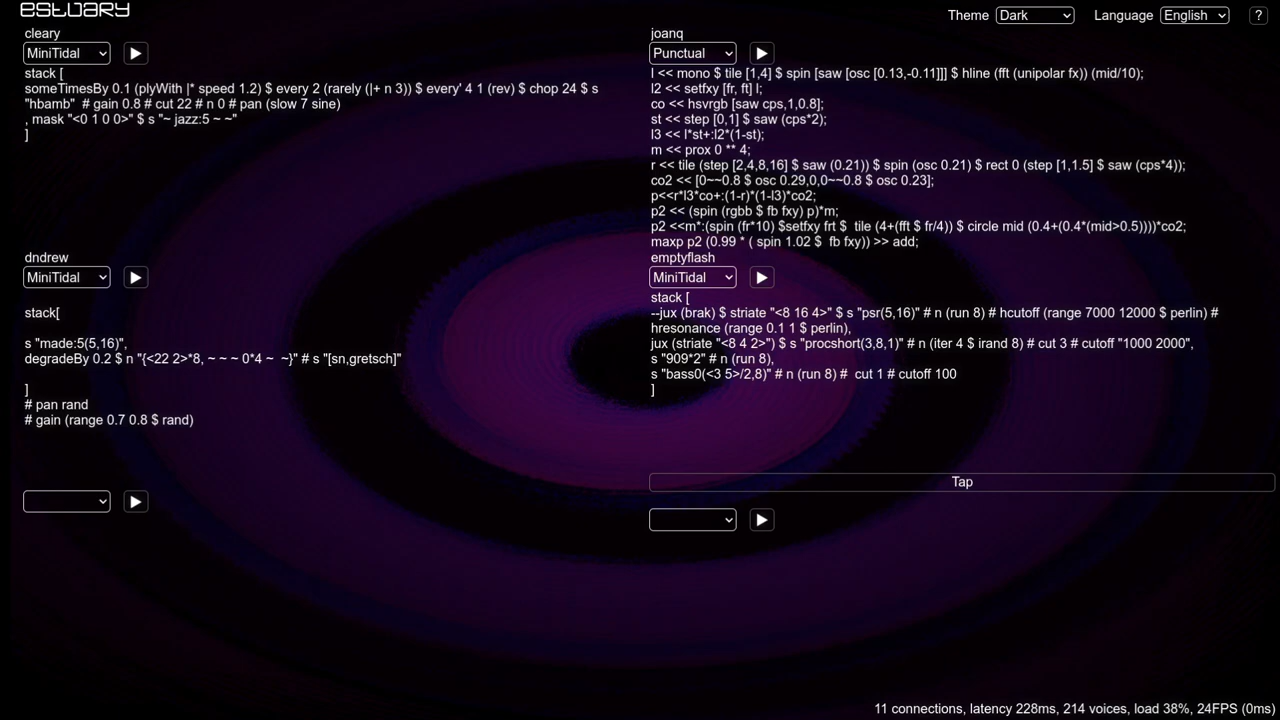 estuary
Theme Dark Language English ?
cleary
MiniTidal
stack [
someTimesBy 0.1 (plyWith |* speed 1.2) $ every 2 (rarely (|+ n 3)) $ every' 4 1 (rev) $ chop 24 $ s
"hbamb"  # gain 0.8 # cut 22 # n 0 # pan (slow 7 sine)
, mask "<0 1 0 0>" $ s "~ jazz:5 ~ ~"
]
joanq
Punctual
l << mono $ tile [1,4] $ spin [saw [osc [0.13,-0.11]]] $ hline (fft (unipolar fx)) (mid/10);
l2 << setfxy [fr, ft] l;
co << hsvrgb [saw cps,1,0.8];
st << step [0,1] $ saw (cps*2);
l3 << l*st+:l2*(1-st);
m << prox 0 ** 4;
r << tile (step [2,4,8,16] $ saw (0.21)) $ spin (osc 0.21) $ rect 0 (step [1,1.5] $ saw (cps*4));
co2 << [0~~0.8 $ osc 0.29,0,0~~0.8 $ osc 0.23];
p<<r*l3*co+:(1-r)*(1-l3)*co2;
p2 << (spin (rgbb $ fb fxy) p)*m;
p2 <<m*:(spin (fr*10) $setfxy frt $  tile (4+(fft $ fr/4)) $ circle mid (0.4+(0.4*(mid>0.5))))*co2;
maxp p2 (0.99 * ( spin 1.02 $  fb fxy)) >> add;
dndrew
MiniTidal
stack[
s "made:5(5,16)",
degradeBy 0.2 $ n "{<22 2>*8, ~ ~ ~ 0*4 ~  ~}" # s "[sn,gretsch]"
]
# pan rand
# gain (range 0.7 0.8 $ rand)
emptyflash
MiniTidal
stack [
--jux (brak) $ striate "<8 16 4>" $ s "psr(5,16)" # n (run 8) # hcutoff (range 7000 12000 $ perlin) #
hresonance (range 0.1 1 $ perlin),
jux (striate "<8 4 2>") $ s "procshort(3,8,1)" # n (iter 4 $ irand 8) # cut 3 # cutoff "1000 2000",
s "909*2" # n (run 8),
s "bass0(<3 5>/2,8)" # n (run 8) #  cut 1 # cutoff 100
]
Tap
11 connections, latency 228ms, 214 voices, load 38%, 24FPS (0ms)